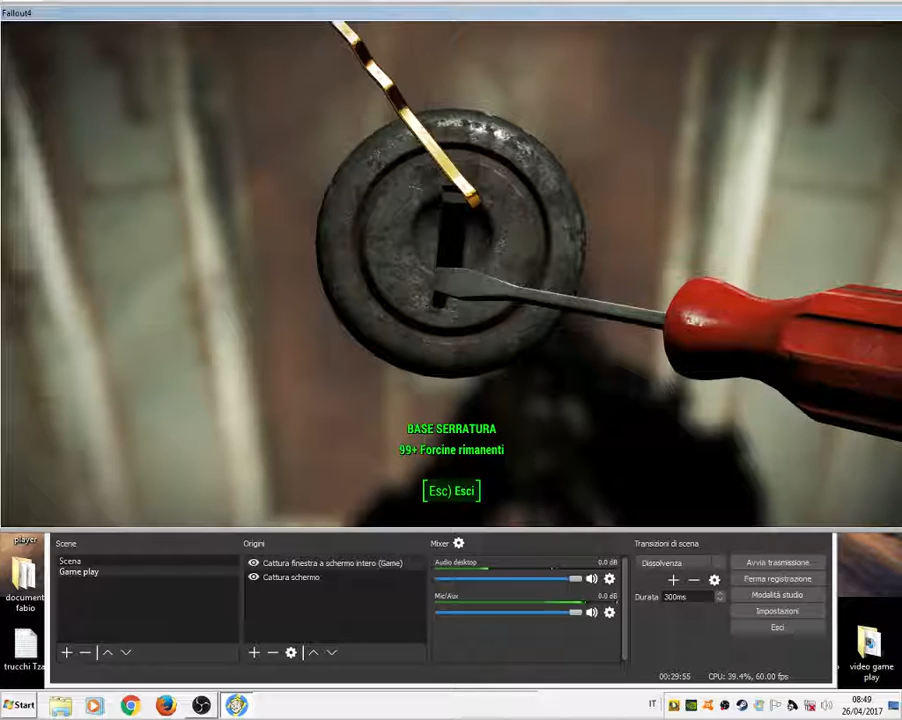 Fallout4
BASE SERRATURA
99+ Forcine rimanenti
Esc) Esci
player
document
fabio
trucchi Tza
Scene
Scena
Game play
Origini
Cattura finestra a schermo intero (Game)
Cattura schermo
Mixer
Audio desktop 0.0 dB
Mic/Aux 0.0 dB
Transizioni di scena
Dissolvenza
Durata 300ms
Avvia trasmissione
Ferma registrazione
Modalità studio
Impostazioni
Esci
00:29:55 CPU: 39.4%, 60.00 fps
video game
play
Start
IT
08:49
26/04/2017